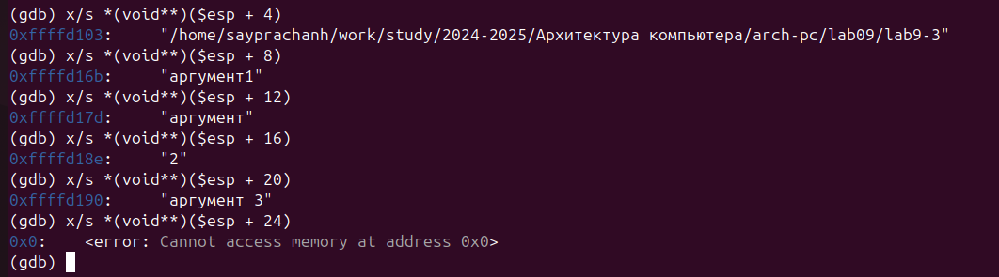 (gdb) x/s *(void**)($esp + 4)
0xffffd103:     "/home/sayprachanh/work/study/2024-2025/Архитектура компьютера/arch-pc/lab09/lab9-3"
(gdb) x/s *(void**)($esp + 8)
0xffffd16b:     "аргумент1"
(gdb) x/s *(void**)($esp + 12)
0xffffd17d:     "аргумент"
(gdb) x/s *(void**)($esp + 16)
0xffffd18e:     "2"
(gdb) x/s *(void**)($esp + 20)
0xffffd190:     "аргумент 3"
(gdb) x/s *(void**)($esp + 24)
0x0:    <error: Cannot access memory at address 0x0>
(gdb)